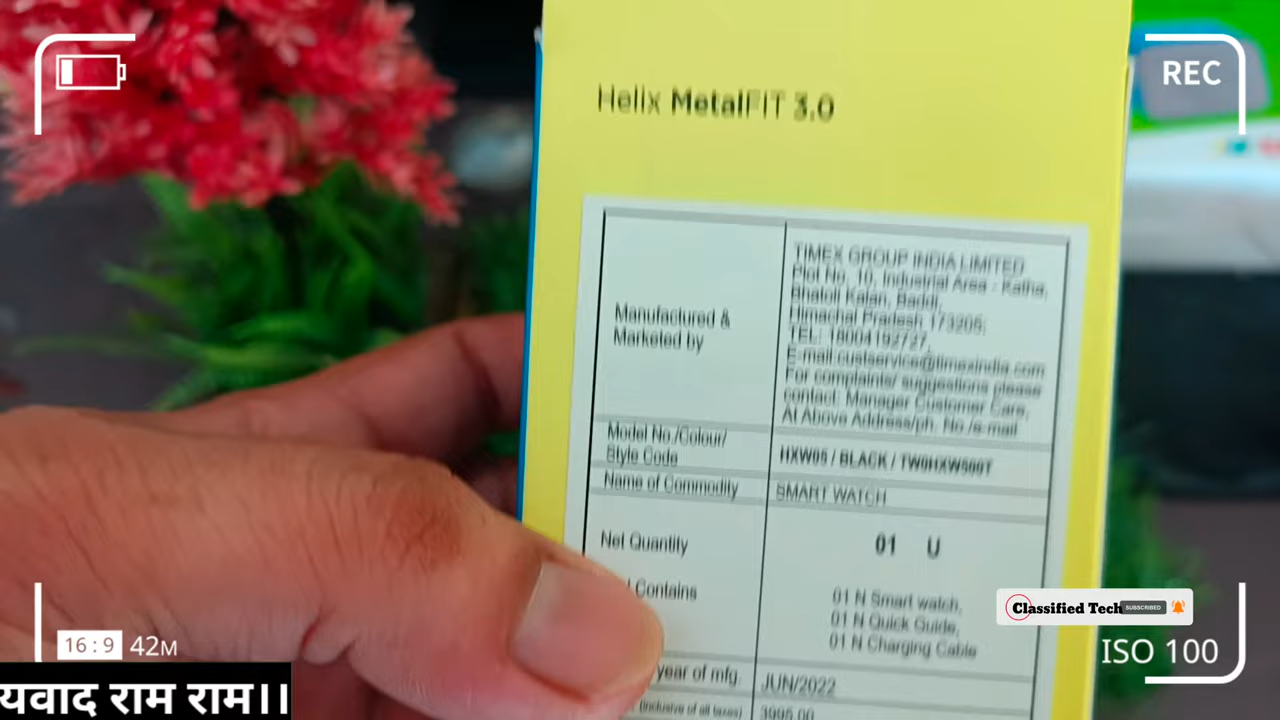 REC
Helix MetalFIT 3.0
Manufactured &
Marketed by
TIMEX GROUP INDIA LIMITED
Plot No. 10, Industrial Area - Katha,
Bhatoli Kalan, Baddi,
Himachal Pradesh 173205;
TEL: 18004192727,
E-mail:custservice@timexindia.com
For complaints/ suggestions please
contact: Manager Customer Care,
At Above Address/ph. No./e-mail
Model No./Colour/
Style Code
HXW05 / BLACK / TW0HXW500T
Name of Commodity
SMART WATCH
Net Quantity
01 U
Contains
01 N Smart watch,
01 N Quick Guide,
01 N Charging Cable
year of mfg.
JUN/2022
(inclusive of all taxes)
3995.00
Classified Tech
SUBSCRIBED
16:9 42M
ISO 100
यवाद राम राम।।